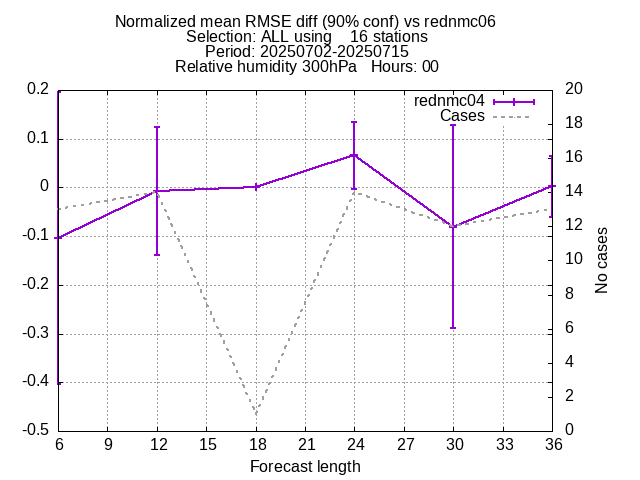 Normalized mean RMSE diff (90% conf) vs rednmc06
Selection: ALL using    16 stations
Period: 20250702-20250715
Relative humidity 300hPa   Hours: 00
rednmc04
Cases
0.2
0.1
0
-0.1
-0.2
-0.3
-0.4
-0.5
20
18
16
14
12
10
8
6
4
2
0
No cases
6 9 12 15 18 21 24 27 30 33 36
Forecast length